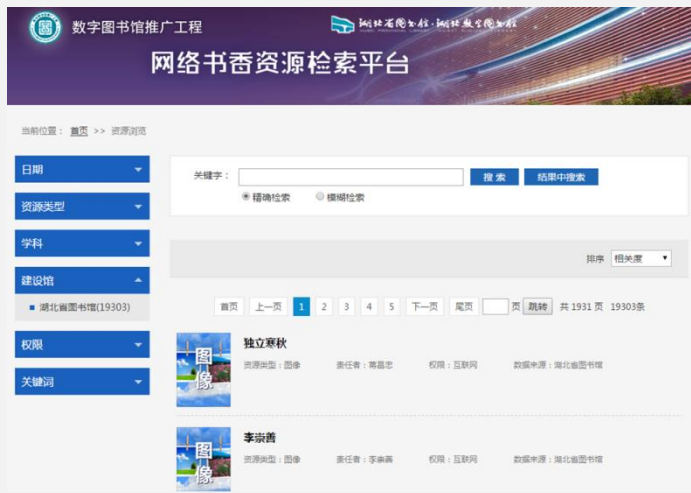 数字图书馆推广工程
湖北省图书馆·湖北数字图书馆
网络书香资源检索平台
当前位置： 首页 >> 资源浏览
日期
资源类型
学科
建设馆
湖北省图书馆(19303)
权限
关键词
关键字：
搜 索
结果中搜索
精确检索
模糊检索
排序 相关度
首页 上一页 1 2 3 4 5 下一页 尾页 页 跳转 共 1931 页 19303条
图像
独立寒秋
资源类型：图像 责任者：蒋昌忠 权限：互联网 数据来源：湖北省图书馆
图像
李崇善
资源类型：图像 责任者：李崇善 权限：互联网 数据来源：湖北省图书馆